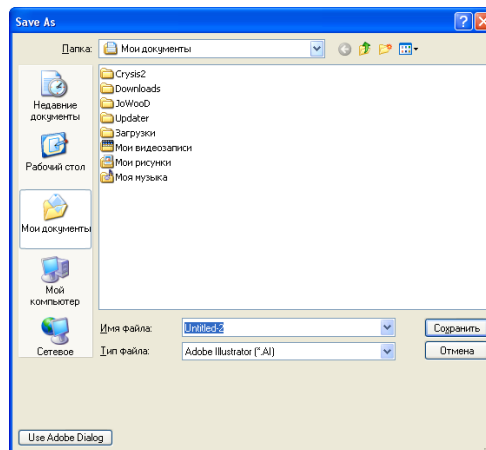 Save As
Папка:
Мои документы
Crysis2
Downloads
JoWooD
Updater
Загрузки
Мои видеозаписи
Мои рисунки
Моя музыка
Недавние
документы
Рабочий стол
Мои документы
Мой
компьютер
Сетевое
Имя файла:
Untitled-2
Сохранить
Тип файла:
Adobe Illustrator (*.AI)
Отмена
Use Adobe Dialog